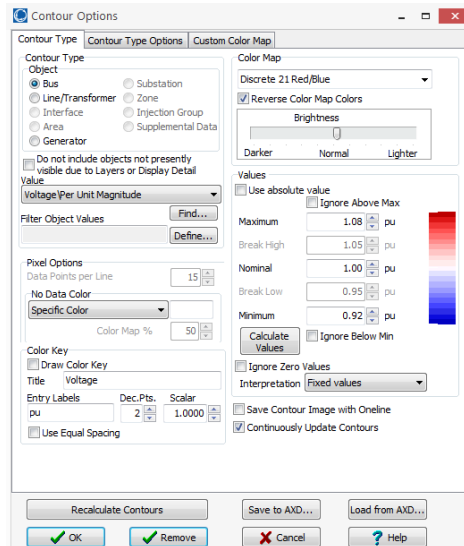 Contour Options
Contour Type Contour Type Options Custom Color Map
Contour Type
Object
Bus Substation
Line/Transformer Zone
Interface Injection Group
Area Supplemental Data
Generator
Do not include objects not presently
visible due to Layers or Display Detail
Value
Voltage\Per Unit Magnitude
Filter Object Values Find...
Define...
Pixel Options
Data Points per Line 15
No Data Color
Specific Color
Color Map % 50
Color Key
Draw Color Key
Title Voltage
Entry Labels Dec.Pts. Scalar
pu 2 1.0000
Use Equal Spacing
Color Map
Discrete 21 Red/Blue
Reverse Color Map Colors
Brightness
Darker Normal Lighter
Values
Use absolute value
Ignore Above Max
Maximum 1.08 pu
Break High 1.05 pu
Nominal 1.00 pu
Break Low 0.95 pu
Minimum 0.92 pu
Calculate Values Ignore Below Min
Ignore Zero Values
Interpretation Fixed values
Save Contour Image with Oneline
Continuously Update Contours
Recalculate Contours Save to AXD... Load from AXD...
OK Remove Cancel ? Help